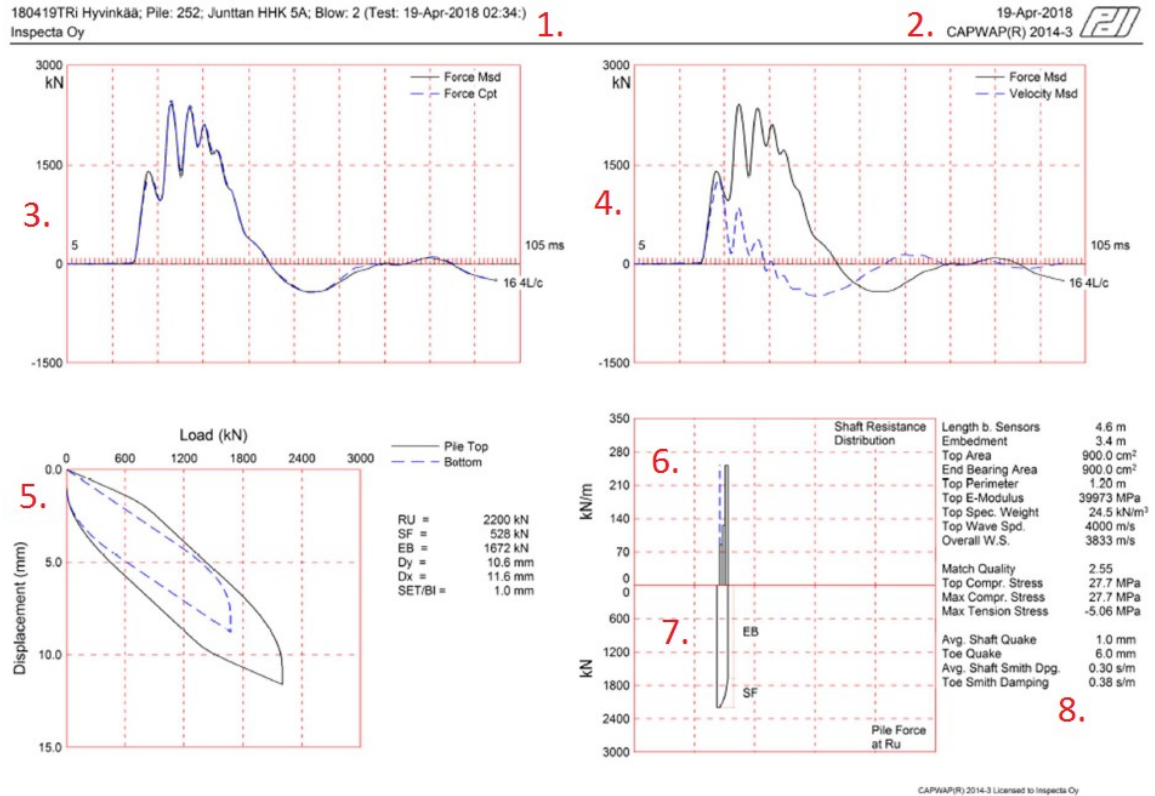 180419TRi Hyvinkää; Pile: 252; Junttan HHK 5A; Blow: 2 (Test: 19-Apr-2018 02:34:)
Inspecta Oy
1.
2.
19-Apr-2018
CAPWAP(R) 2014-3
3.
3000
kN
1500
0
-1500
5
105 ms
16 4L/c
Force Msd
Force Cpt
4.
3000
kN
1500
0
-1500
5
105 ms
16 4L/c
Force Msd
Velocity Msd
5.
Load (kN)
0 600 1200 1800 2400 3000
0.0
5.0
10.0
15.0
Displacement (mm)
Pile Top
Bottom
RU = 2200 kN
SF = 528 kN
EB = 1672 kN
Dy = 10.6 mm
Dx = 11.6 mm
SET/Bl = 1.0 mm
6.
350
280
210
140
70
0
kN/m
Shaft Resistance
Distribution
7.
0
600
1200
1800
2400
3000
kN
EB
SF
Pile Force
at Ru
Length b. Sensors 4.6 m
Embedment 3.4 m
Top Area 900.0 cm²
End Bearing Area 900.0 cm²
Top Perimeter 1.20 m
Top E-Modulus 39973 MPa
Top Spec. Weight 24.5 kN/m³
Top Wave Spd. 4000 m/s
Overall W.S. 3833 m/s
Match Quality 2.55
Top Compr. Stress 27.7 MPa
Max Compr. Stress 27.7 MPa
Max Tension Stress -5.06 MPa
Avg. Shaft Quake 1.0 mm
Toe Quake 6.0 mm
Avg. Shaft Smith Dpg. 0.30 s/m
Toe Smith Damping 0.38 s/m
8.
CAPWAP(R) 2014-3 Licensed to Inspecta Oy